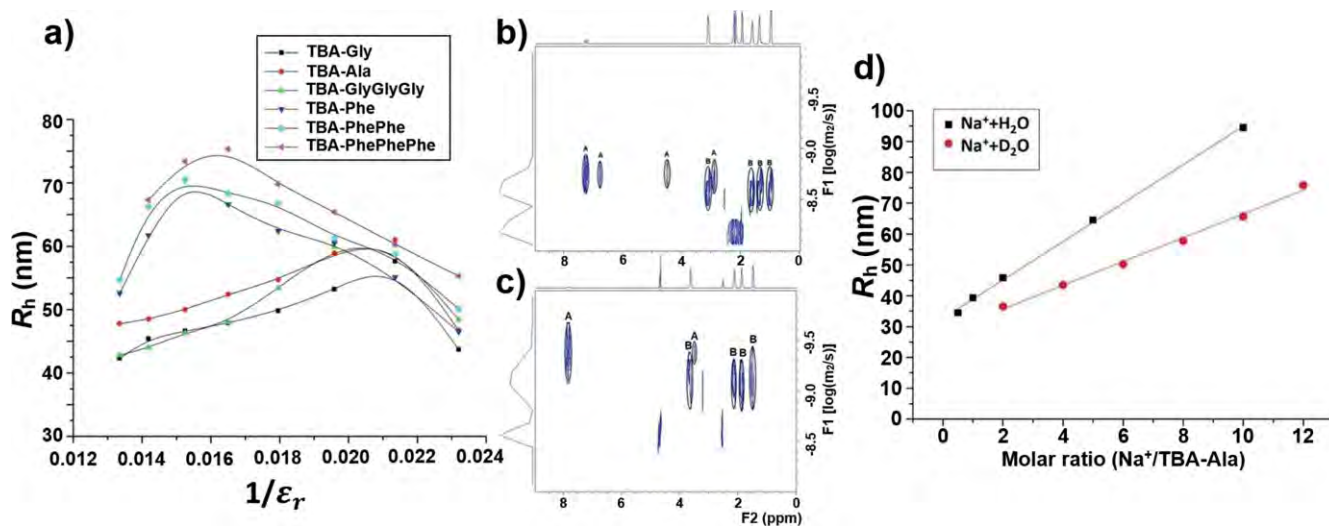 a)
TBA-Gly
TBA-Ala
TBA-GlyGlyGly
TBA-Phe
TBA-PhePhe
TBA-PhePhePhe
80
70
60
50
40
30
Rh (nm)
0.012 0.014 0.016 0.018 0.020 0.022 0.024
1/εr
b)
A A A B A B B B
-9.5
-9.0
-8.5
F1 [log(m2/s)]
8 6 4 2 0
c)
A B A B B B
-9.5
-9.0
-8.5
F1 [log(m2/s)]
8 6 4 2 0
F2 (ppm)
d)
Na++H2O
Na++D2O
100
90
80
70
60
50
40
30
20
10
0
Rh (nm)
0 2 4 6 8 10 12
Molar ratio (Na+/TBA-Ala)